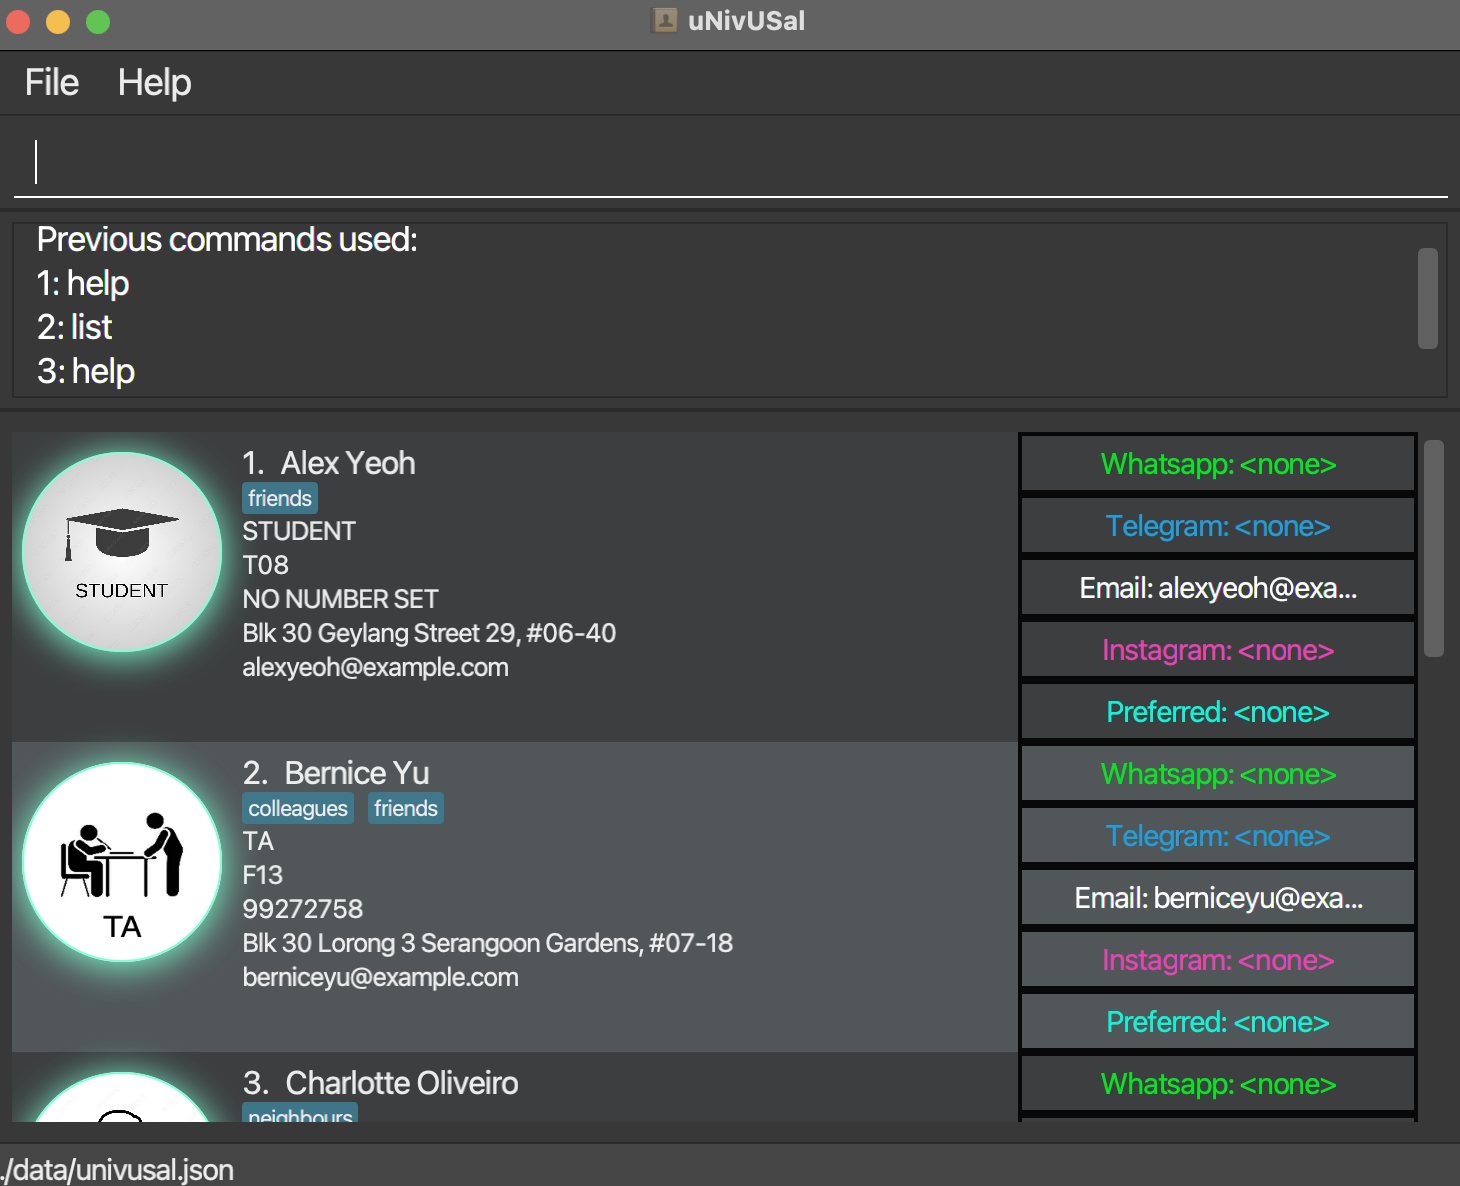 uNivUSal
File Help
Previous commands used:
1: help
2: list
3: help
STUDENT
1. Alex Yeoh
friends
STUDENT
T08
NO NUMBER SET
Blk 30 Geylang Street 29, #06-40
alexyeoh@example.com
Whatsapp: <none>
Telegram: <none>
Email: alexyeoh@exa...
Instagram: <none>
Preferred: <none>
TA
2. Bernice Yu
colleagues friends
TA
F13
99272758
Blk 30 Lorong 3 Serangoon Gardens, #07-18
berniceyu@example.com
Whatsapp: <none>
Telegram: <none>
Email: berniceyu@exa...
Instagram: <none>
Preferred: <none>
3. Charlotte Oliveiro
neighbours
Whatsapp: <none>
./data/univusal.json